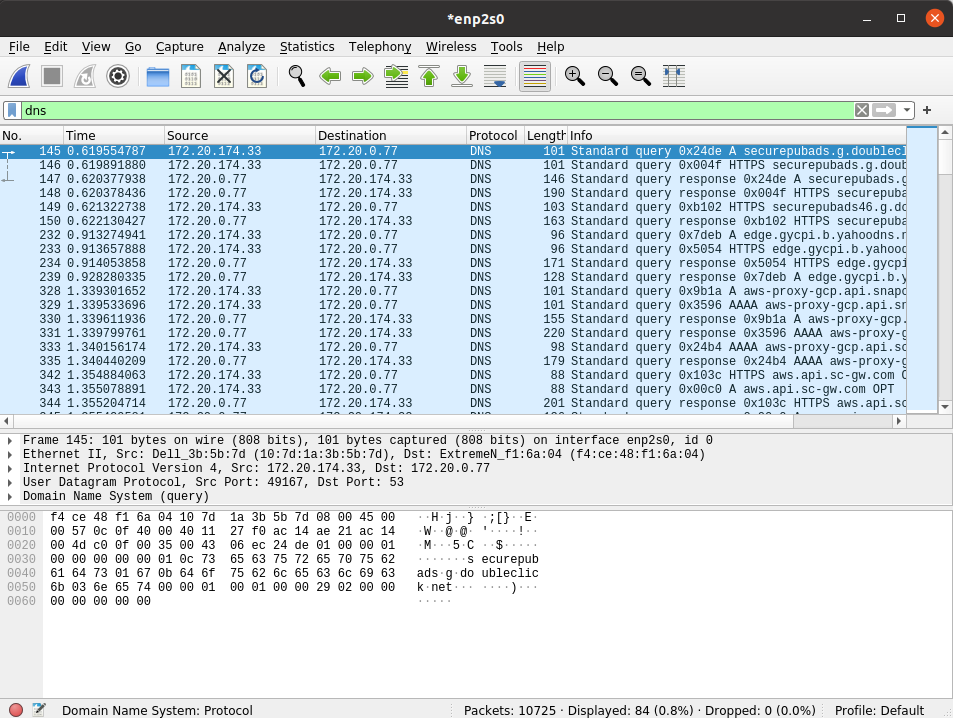 *enp2s0
File Edit View Go Capture Analyze Statistics Telephony Wireless Tools Help
dns
No. Time Source Destination Protocol Length Info
145 0.619554787 172.20.174.33 172.20.0.77 DNS 101 Standard query 0x24de A securepubads.g.doublecl
146 0.619891880 172.20.174.33 172.20.0.77 DNS 101 Standard query 0x004f HTTPS securepubads.g.doub
147 0.620377938 172.20.0.77 172.20.174.33 DNS 146 Standard query response 0x24de A securepubads.g
148 0.620378436 172.20.0.77 172.20.174.33 DNS 190 Standard query response 0x004f HTTPS securepuba
149 0.621322738 172.20.174.33 172.20.0.77 DNS 103 Standard query 0xb102 HTTPS securepubads46.g.do
150 0.622130427 172.20.0.77 172.20.174.33 DNS 163 Standard query response 0xb102 HTTPS securepuba
232 0.913274941 172.20.174.33 172.20.0.77 DNS 96 Standard query 0x7deb A edge.gycpi.b.yahoodns.n
233 0.913657888 172.20.174.33 172.20.0.77 DNS 96 Standard query 0x5054 HTTPS edge.gycpi.b.yahood
234 0.914053858 172.20.0.77 172.20.174.33 DNS 171 Standard query response 0x5054 HTTPS edge.gycpi
239 0.928280335 172.20.0.77 172.20.174.33 DNS 128 Standard query response 0x7deb A edge.gycpi.b.y
328 1.339301652 172.20.174.33 172.20.0.77 DNS 101 Standard query 0x9b1a A aws-proxy-gcp.api.snapc
329 1.339533696 172.20.174.33 172.20.0.77 DNS 101 Standard query 0x3596 AAAA aws-proxy-gcp.api.sn
330 1.339611936 172.20.0.77 172.20.174.33 DNS 155 Standard query response 0x9b1a A aws-proxy-gcp.
331 1.339799761 172.20.0.77 172.20.174.33 DNS 220 Standard query response 0x3596 AAAA aws-proxy-g
333 1.340156174 172.20.174.33 172.20.0.77 DNS 98 Standard query 0x24b4 AAAA aws-proxy-gcp.api.sc
335 1.340440209 172.20.0.77 172.20.174.33 DNS 179 Standard query response 0x24b4 AAAA aws-proxy-g
342 1.354884063 172.20.174.33 172.20.0.77 DNS 88 Standard query 0x103c HTTPS aws.api.sc-gw.com O
343 1.355078891 172.20.174.33 172.20.0.77 DNS 88 Standard query 0x00c0 A aws.api.sc-gw.com OPT
344 1.355204714 172.20.0.77 172.20.174.33 DNS 201 Standard query response 0x103c HTTPS aws.api.sc
Frame 145: 101 bytes on wire (808 bits), 101 bytes captured (808 bits) on interface enp2s0, id 0
Ethernet II, Src: Dell_3b:5b:7d (10:7d:1a:3b:5b:7d), Dst: ExtremeN_f1:6a:04 (f4:ce:48:f1:6a:04)
Internet Protocol Version 4, Src: 172.20.174.33, Dst: 172.20.0.77
User Datagram Protocol, Src Port: 49167, Dst Port: 53
Domain Name System (query)
0000 f4 ce 48 f1 6a 04 10 7d 1a 3b 5b 7d 08 00 45 00 ··H·j··} ·;[}··E·
0010 00 57 0c 0f 40 00 40 11 27 f0 ac 14 ae 21 ac 14 ·W··@·@· '····!··
0020 00 4d c0 0f 00 35 00 43 06 ec 24 de 01 00 00 01 ·M···5·C ··$·····
0030 00 00 00 00 00 01 0c 73 65 63 75 72 65 70 75 62 ·······s ecurepub
0040 61 64 73 01 67 0b 64 6f 75 62 6c 65 63 6c 69 63 ads·g·do ubleclic
0050 6b 03 6e 65 74 00 00 01 00 01 00 00 29 02 00 00 k·net··· ····)···
0060 00 00 00 00 00 ·····
Domain Name System: Protocol Packets: 10725 · Displayed: 84 (0.8%) · Dropped: 0 (0.0%) Profile: Default